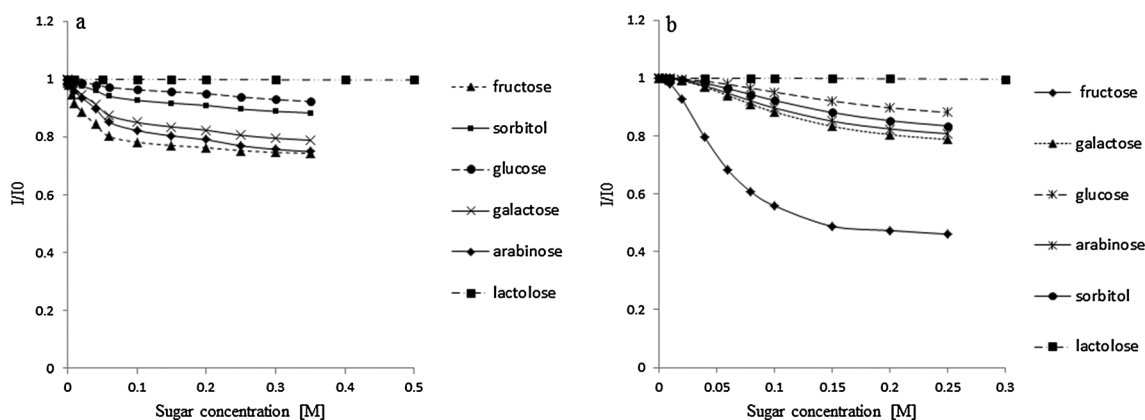 a
1.2
1
0.8
0.6
0.4
0.2
0
I/I0
0 0.1 0.2 0.3 0.4 0.5
Sugar concentration [M]
fructose
sorbitol
glucose
galactose
arabinose
lactolose
b
1.2
1
0.8
0.6
0.4
0.2
0
I/I0
0 0.05 0.1 0.15 0.2 0.25 0.3
Sugar concentration [M]
fructose
galactose
glucose
arabinose
sorbitol
lactolose